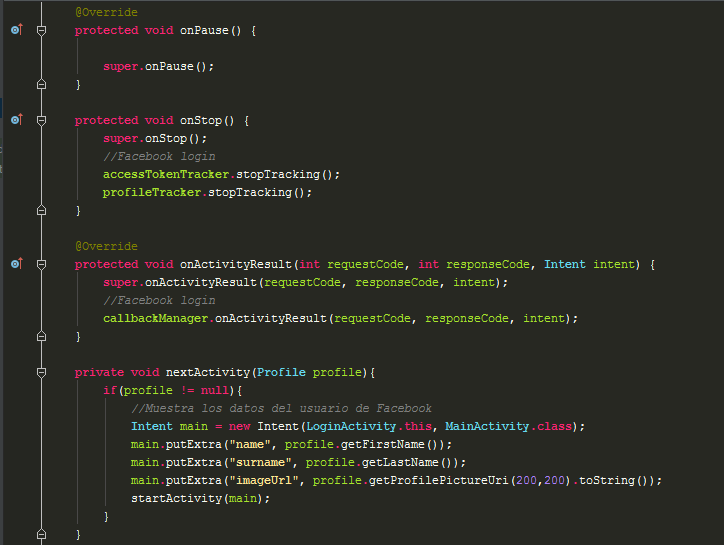 @Override
protected void onPause() {
super.onPause();
}
protected void onStop() {
super.onStop();
//Facebook login
accessTokenTracker.stopTracking();
profileTracker.stopTracking();
}
@Override
protected void onActivityResult(int requestCode, int responseCode, Intent intent) {
super.onActivityResult(requestCode, responseCode, intent);
//Facebook login
callbackManager.onActivityResult(requestCode, responseCode, intent);
}
private void nextActivity(Profile profile){
if(profile != null){
//Muestra los datos del usuario de Facebook
Intent main = new Intent(LoginActivity.this, MainActivity.class);
main.putExtra("name", profile.getFirstName());
main.putExtra("surname", profile.getLastName());
main.putExtra("imageUrl", profile.getProfilePictureUri(200,200).toString());
startActivity(main);
}
}